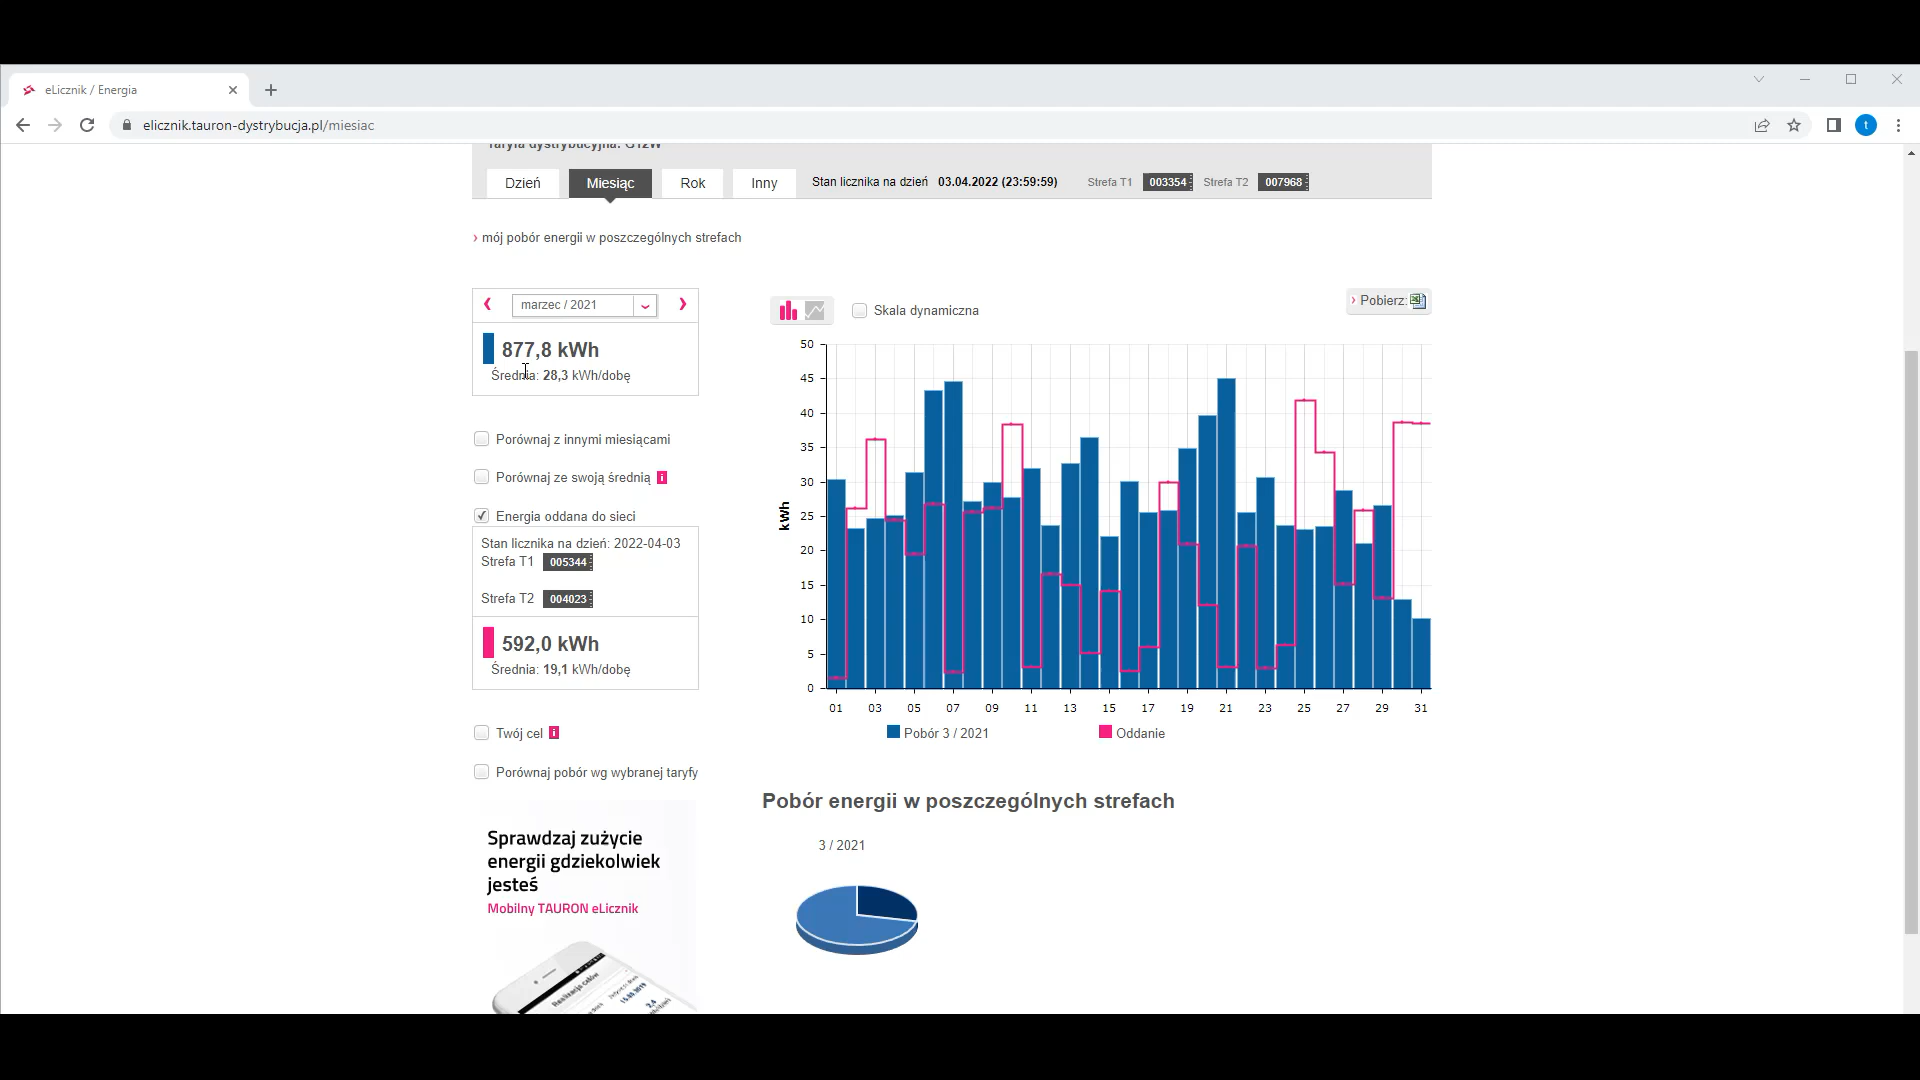 eLicznik / Energia
elicznik.tauron-dystrybucja.pl/miesiac
t
Taryfa dystrybucyjna: G12W
Dzień Miesiąc Rok Inny Stan licznika na dzień 03.04.2022 (23:59:59) Strefa T1 003354 Strefa T2 007968
› mój pobór energii w poszczególnych strefach
marzec / 2021
877,8 kWh
Średnia: 28,3 kWh/dobę
Porównaj z innymi miesiącami
Porównaj ze swoją średnią i
Energia oddana do sieci
Stan licznika na dzień: 2022-04-03
Strefa T1 005344
Strefa T2 004023
592,0 kWh
Średnia: 19,1 kWh/dobę
Twój cel i
Porównaj pobór wg wybranej taryfy
Sprawdzaj zużycie
energii gdziekolwiek
jesteś
Mobilny TAURON eLicznik
Realizacja celów
Skala dynamiczna
› Pobierz:
kWh
50
45
40
35
30
25
20
15
10
5
0
01 03 05 07 09 11 13 15 17 19 21 23 25 27 29 31
Pobór 3 / 2021 Oddanie
Pobór energii w poszczególnych strefach
3 / 2021